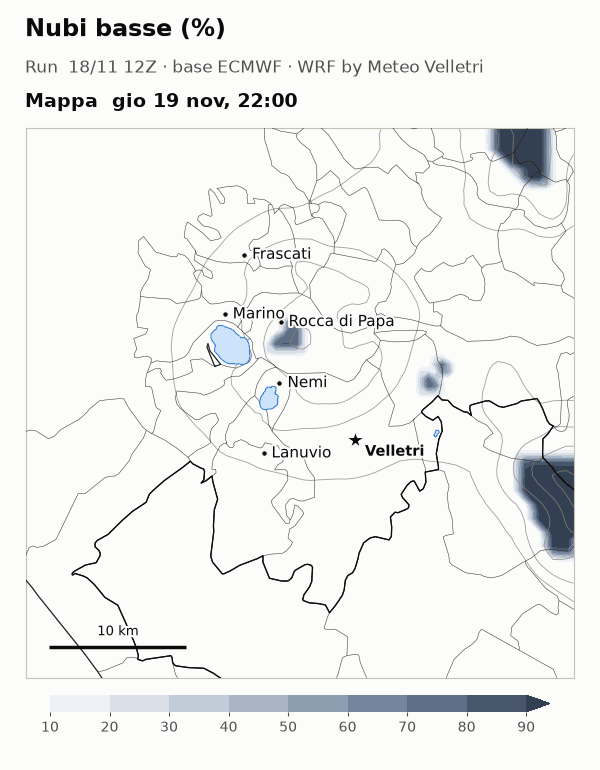 Nubi basse (%)
Run  18/11 12Z · base ECMWF · WRF by Meteo Velletri
Mappa  gio 19 nov, 22:00
Frascati
Marino
Rocca di Papa
Nemi
Velletri
Lanuvio
10 km
10 20 30 40 50 60 70 80 90